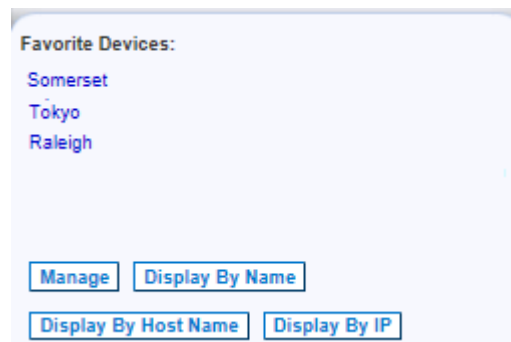 Favorite Devices:
Somerset
Tokyo
Raleigh
Manage Display By Name
Display By Host Name Display By IP